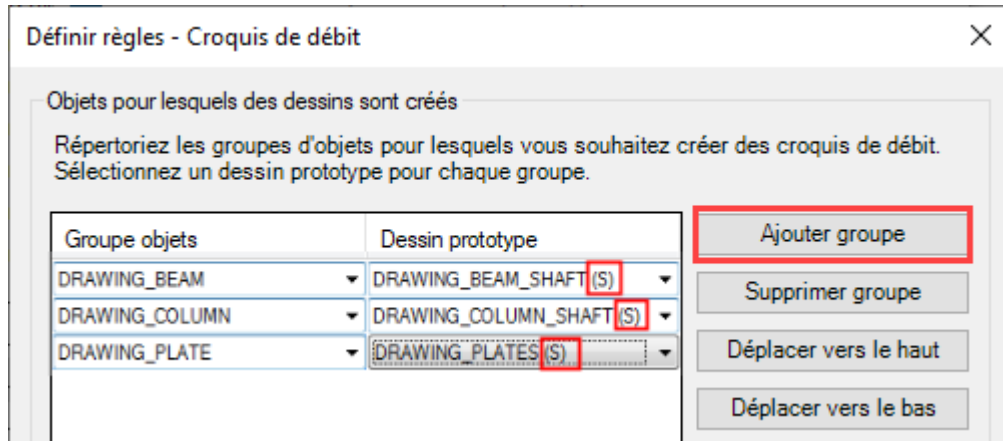 Définir règles - Croquis de débit
Objets pour lesquels des dessins sont créés
Répertoriez les groupes d'objets pour lesquels vous souhaitez créer des croquis de débit.
Sélectionnez un dessin prototype pour chaque groupe.
Groupe objets Dessin prototype
DRAWING_BEAM DRAWING_BEAM_SHAFT (S)
DRAWING_COLUMN DRAWING_COLUMN_SHAFT (S)
DRAWING_PLATE DRAWING_PLATES (S)
Ajouter groupe
Supprimer groupe
Déplacer vers le haut
Déplacer vers le bas